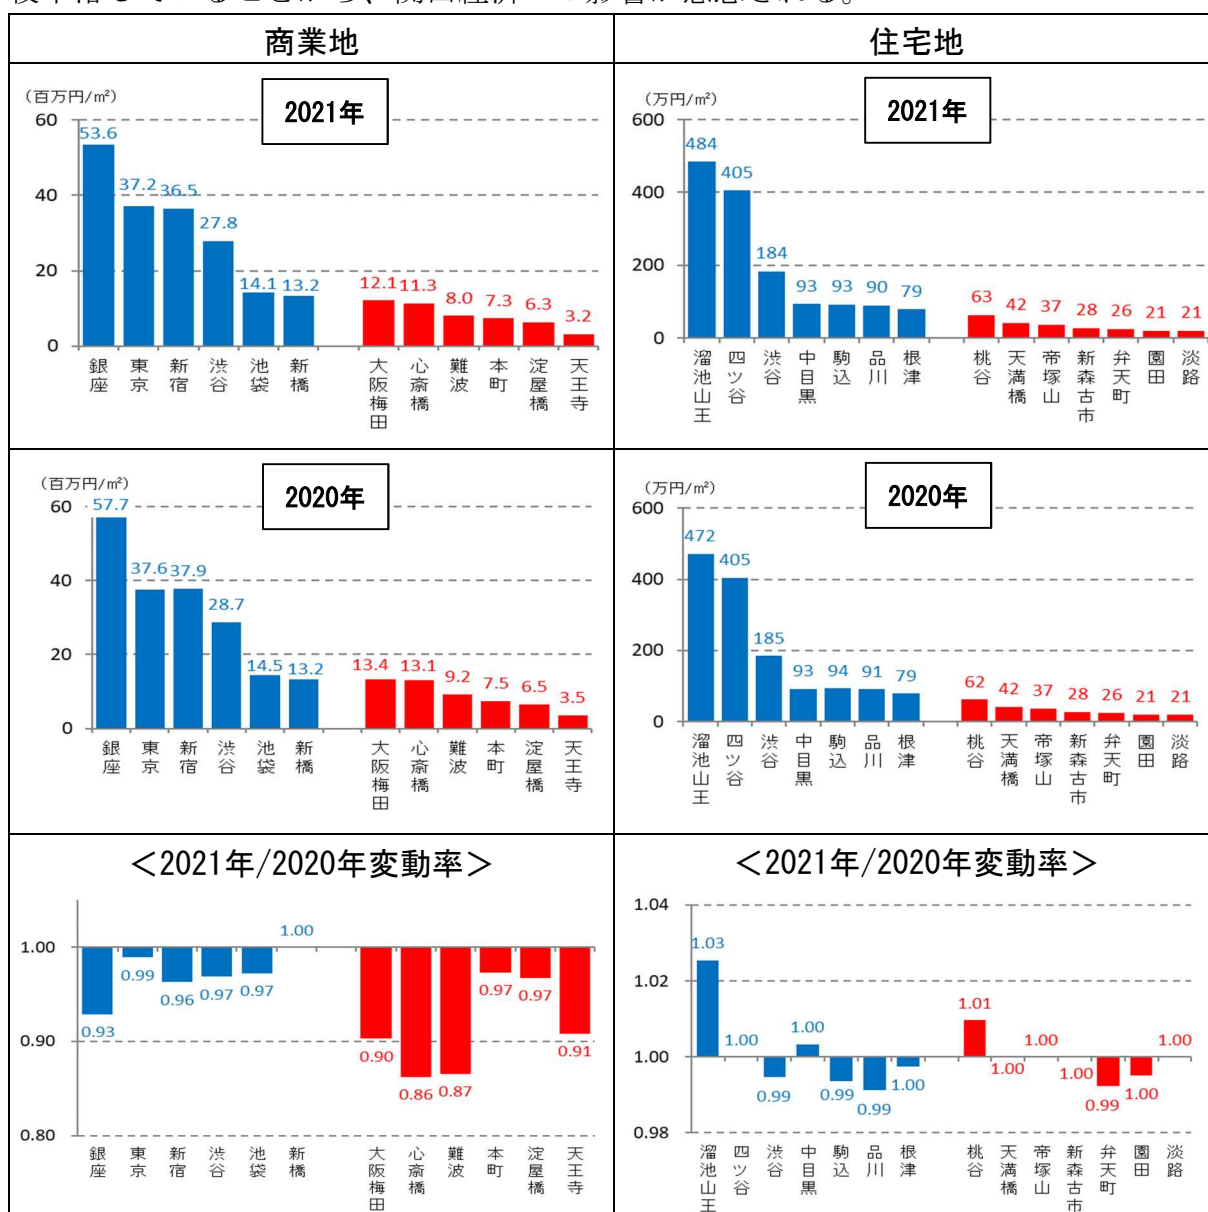 商業地
住宅地
(百万円/㎡)
2021年
60
40
20
0
53.6
37.2
36.5
27.8
14.1
13.2
12.1
11.3
8.0
7.3
6.3
3.2
銀座
東京
新宿
渋谷
池袋
新橋
大阪梅田
心斎橋
難波
本町
淀屋橋
天王寺
(万円/㎡)
2021年
600
400
200
0
484
405
184
93
93
90
79
63
42
37
28
26
21
21
溜池山王
四ツ谷
渋谷
中目黒
駒込
品川
根津
桃谷
天満橋
帝塚山
新森古市
弁天町
園田
淡路
(百万円/㎡)
2020年
60
40
20
0
57.7
37.6
37.9
28.7
14.5
13.2
13.4
13.1
9.2
7.5
6.5
3.5
銀座
東京
新宿
渋谷
池袋
新橋
大阪梅田
心斎橋
難波
本町
淀屋橋
天王寺
(万円/㎡)
2020年
600
400
200
0
472
405
185
93
94
91
79
62
42
37
28
26
21
21
溜池山王
四ツ谷
渋谷
中目黒
駒込
品川
根津
桃谷
天満橋
帝塚山
新森古市
弁天町
園田
淡路
＜2021年/2020年変動率＞
1.00
0.90
0.80
0.93
0.99
0.96
0.97
0.97
1.00
0.90
0.86
0.87
0.97
0.97
0.91
銀座
東京
新宿
渋谷
池袋
新橋
大阪梅田
心斎橋
難波
本町
淀屋橋
天王寺
＜2021年/2020年変動率＞
1.04
1.02
1.00
0.98
1.03
1.00
0.99
1.00
0.99
0.99
1.00
1.01
1.00
1.00
1.00
0.99
1.00
1.00
溜池山王
四ツ谷
渋谷
中目黒
駒込
品川
根津
桃谷
天満橋
帝塚山
新森古市
弁天町
園田
淡路